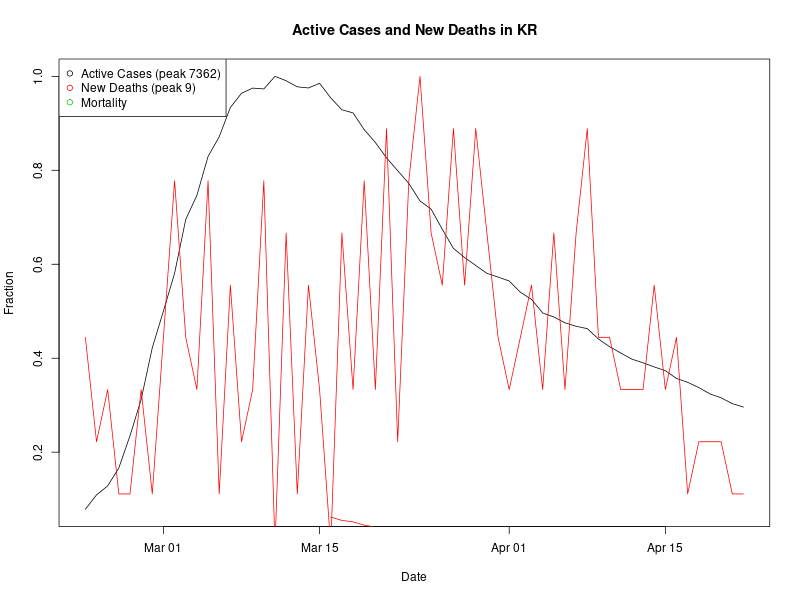 Active Cases and New Deaths in KR
Active Cases (peak 7362)
New Deaths (peak 9)
Mortality
1.0
0.8
0.6
0.4
0.2
Fraction
Mar 01
Mar 15
Apr 01
Apr 15
Date